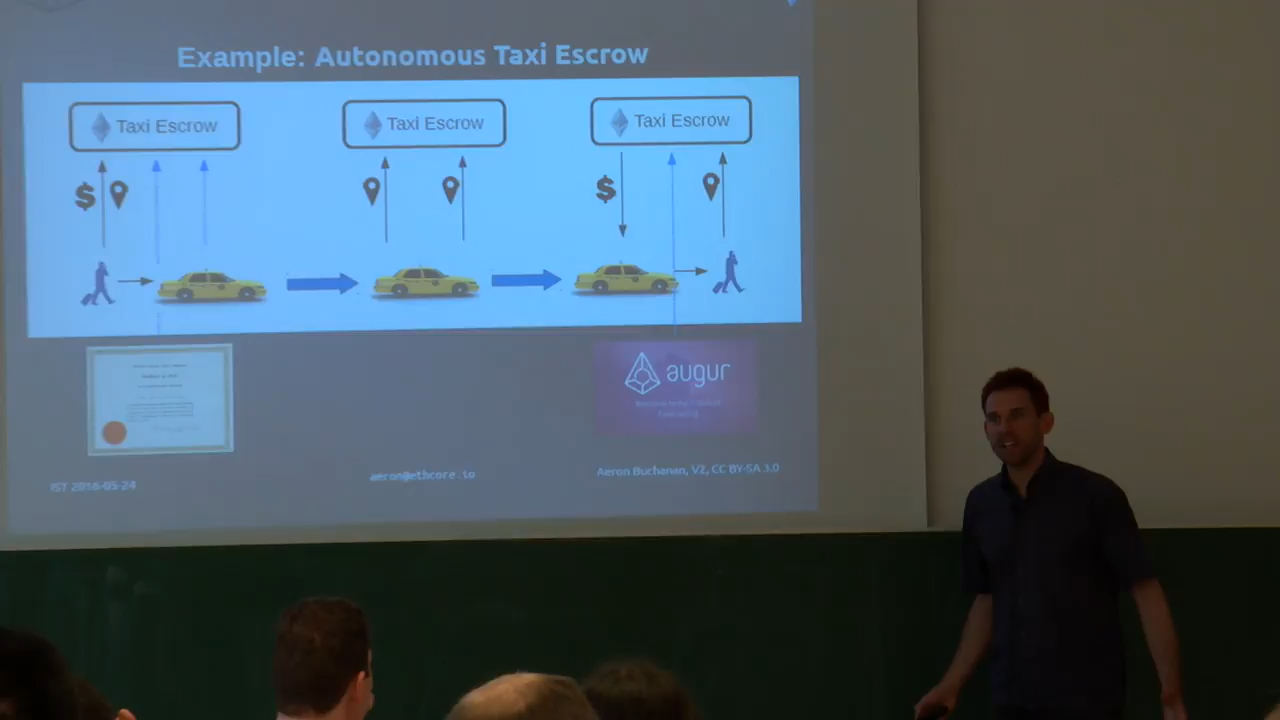 Example: Autonomous Taxi Escrow
Taxi Escrow
Taxi Escrow
Taxi Escrow
$
$
augur
IST 2016-05-24
aeron@ethcore.io
Aeron Buchanan, V2, CC BY-SA 3.0